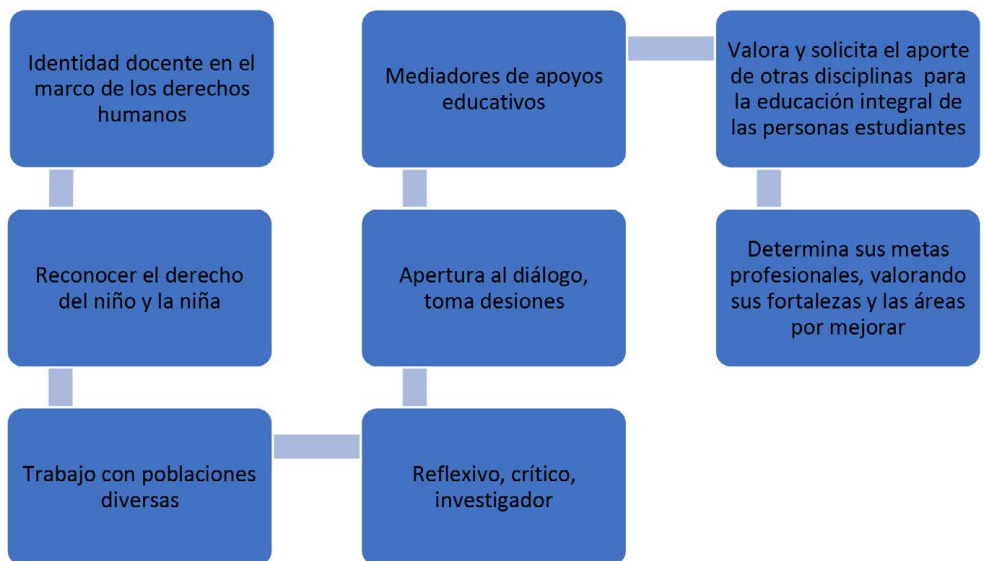 Identidad docente en el
marco de los derechos
humanos
Reconocer el derecho
del niño y la niña
Trabajo con poblaciones
diversas
Reflexivo, crítico,
investigador
Apertura al diálogo,
toma desiones
Mediadores de apoyos
educativos
Valora y solicita el aporte
de otras disciplinas para
la educación integral de
las personas estudiantes
Determina sus metas
profesionales, valorando
sus fortalezas y las áreas
por mejorar